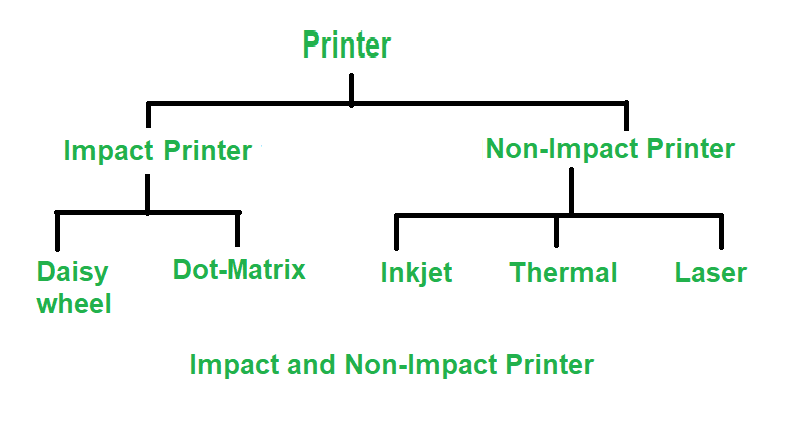 Printer
Impact Printer
Non-Impact Printer
Daisy
wheel
Dot-Matrix
Inkjet
Thermal
Laser
Impact and Non-Impact Printer